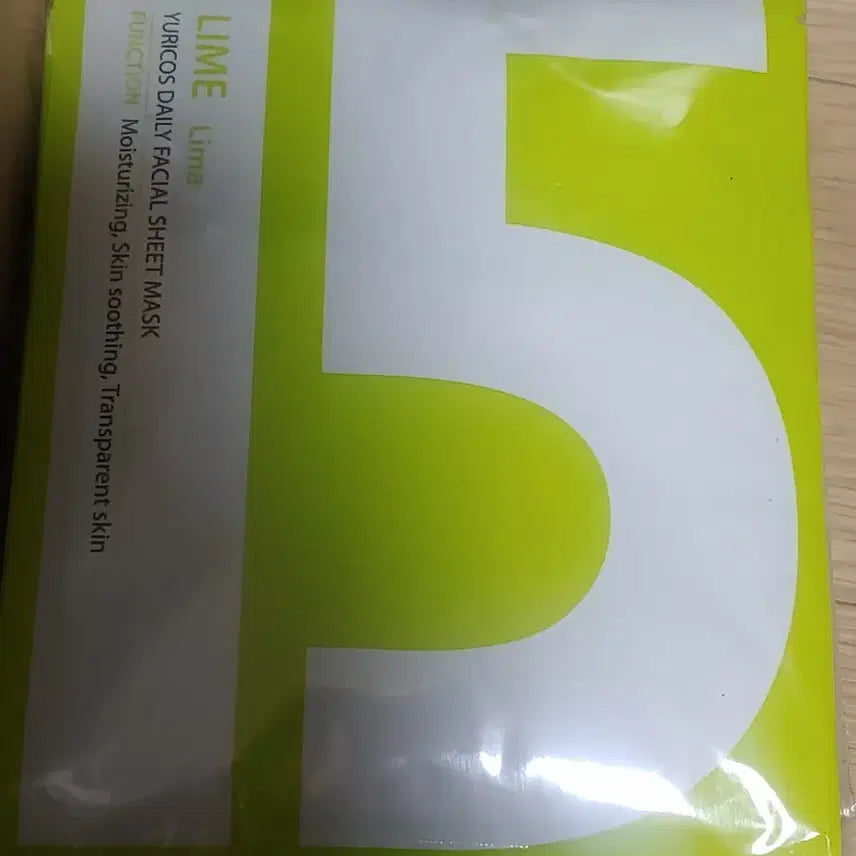 5
LIME Lima
YURICOS DAILY FACIAL SHEET MASK
FUNCTION Moisturizing, Skin soothing, Transparent skin